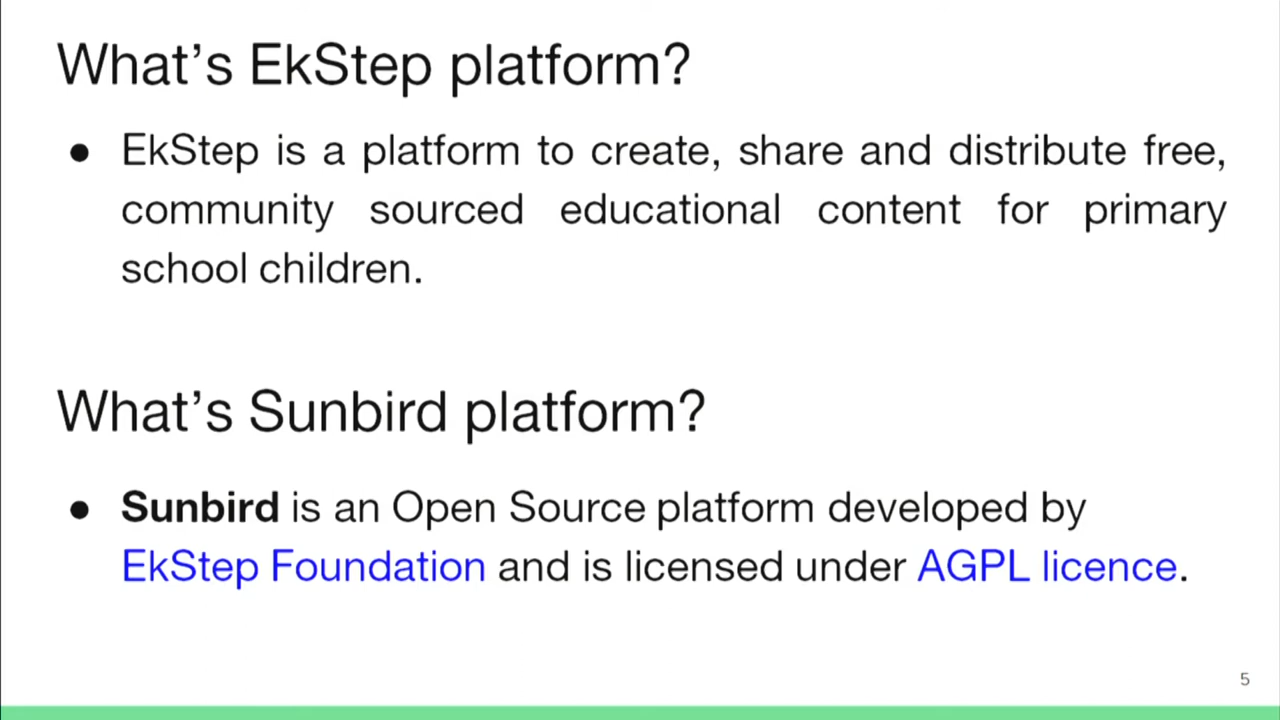 What’s EkStep platform?
● EkStep is a platform to create, share and distribute free,
community sourced educational content for primary
school children.
What’s Sunbird platform?
● Sunbird is an Open Source platform developed by
EkStep Foundation and is licensed under AGPL licence.
5